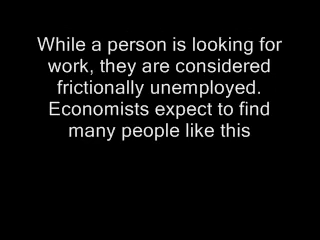 While a person is looking for
work, they are considered
frictionally unemployed.
Economists expect to find
many people like this